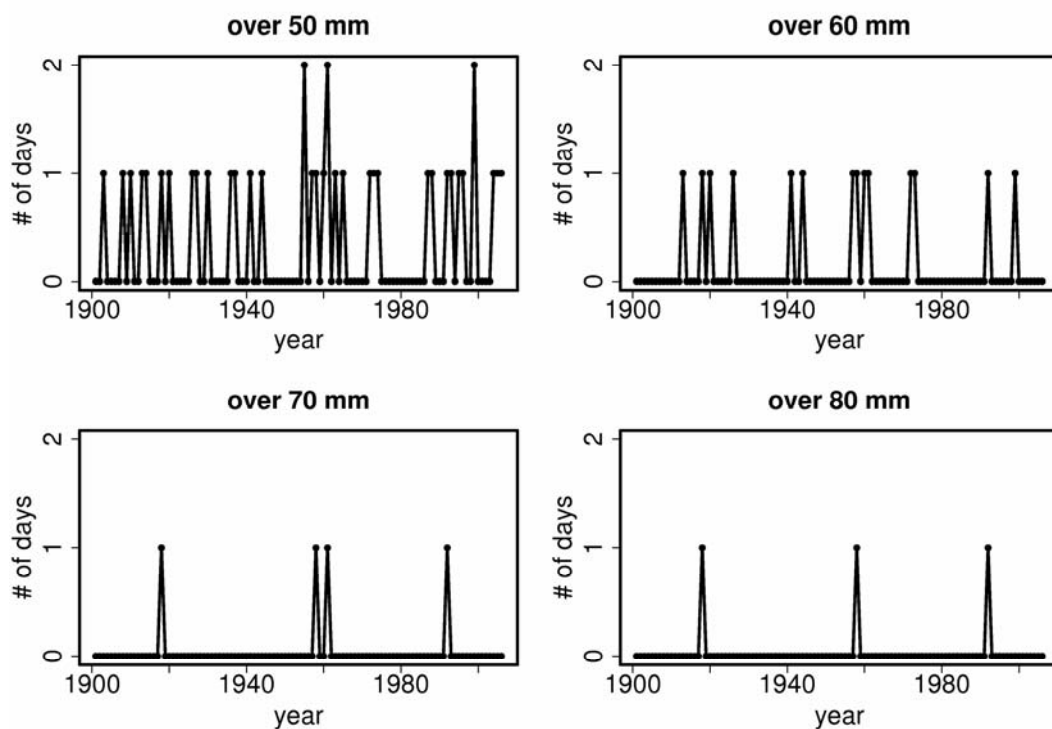 over 50 mm
# of days
2
1
0
1900
1940
1980
year
over 60 mm
# of days
2
1
0
1900
1940
1980
year
over 70 mm
# of days
2
1
0
1900
1940
1980
year
over 80 mm
# of days
2
1
0
1900
1940
1980
year